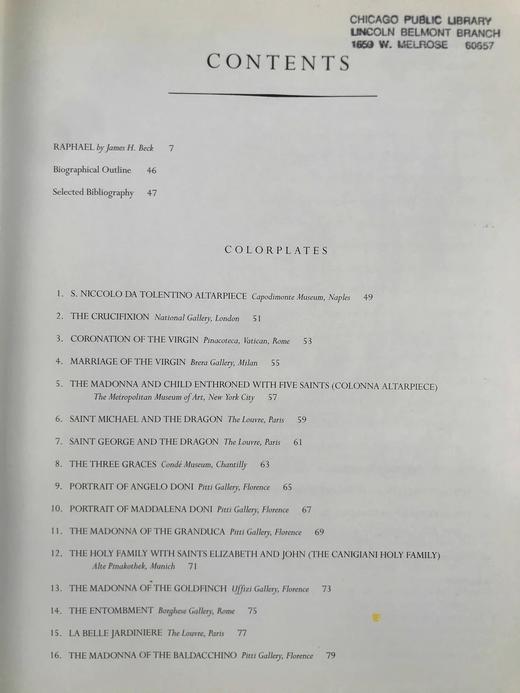 CHICAGO PUBLIC LIBRARY
LINCOLN BELMONT BRANCH
1659 W. MELROSE 60657
CONTENTS
RAPHAEL by James H. Beck 7
Biographical Outline 46
Selected Bibliography 47
COLORPLATES
1. S. NICCOLO DA TOLENTINO ALTARPIECE Capodimonte Museum, Naples 49
2. THE CRUCIFIXION National Gallery, London 51
3. CORONATION OF THE VIRGIN Pinacoteca, Vatican, Rome 53
4. MARRIAGE OF THE VIRGIN Brera Gallery, Milan 55
5. THE MADONNA AND CHILD ENTHRONED WITH FIVE SAINTS (COLONNA ALTARPIECE)
The Metropolitan Museum of Art, New York City 57
6. SAINT MICHAEL AND THE DRAGON The Louvre, Paris 59
7. SAINT GEORGE AND THE DRAGON The Louvre, Paris 61
8. THE THREE GRACES Condé Museum, Chantilly 63
9. PORTRAIT OF ANGELO DONI Pitti Gallery, Florence 65
10. PORTRAIT OF MADDALENA DONI Pitti Gallery, Florence 67
11. THE MADONNA OF THE GRANDUCA Pitti Gallery, Florence 69
12. THE HOLY FAMILY WITH SAINTS ELIZABETH AND JOHN (THE CANIGIANI HOLY FAMILY)
Alte Pinakothek, Munich 71
13. THE MADONNA OF THE GOLDFINCH Uffizi Gallery, Florence 73
14. THE ENTOMBMENT Borghese Gallery, Rome 75
15. LA BELLE JARDINIERE The Louvre, Paris 77
16. THE MADONNA OF THE BALDACCHINO Pitti Gallery, Florence 79